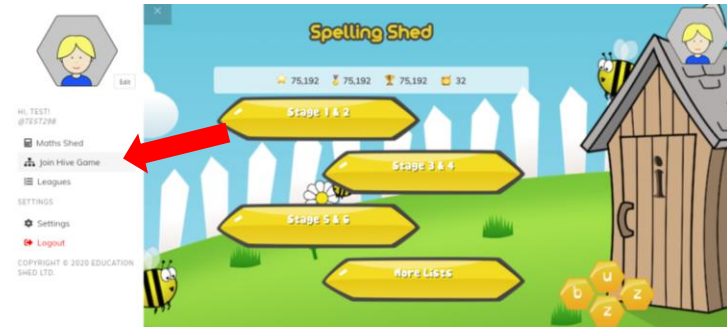 Edit
HI, TEST!
@TEST298
Maths Shed
Join Hive Game
Leagues
SETTINGS
Settings
Logout
COPYRIGHT © 2020 EDUCATION
SHED LTD.
×
Spelling Shed
75,192 75,192 75,192 32
Stage 1 & 2
Stage 3 & 4
Stage 5 & 6
More Lists
b u z z